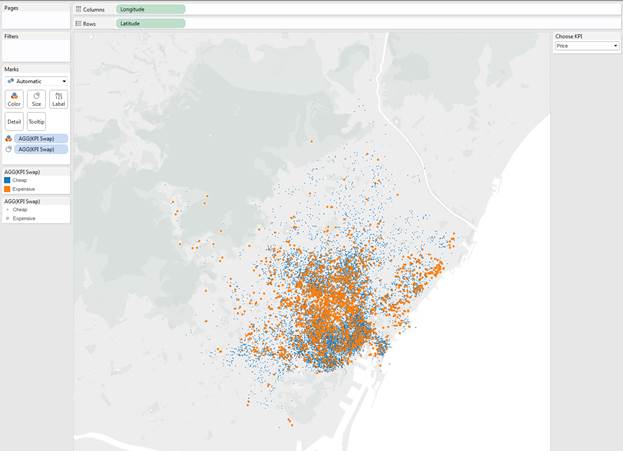 Pages
Columns
Longitude
Rows
Latitude
Filters
Marks
Automatic
Color
Size
Label
Detail
Tooltip
AGG(KPI Swap)
AGG(KPI Swap)
AGG(KPI Swap)
Cheap
Expensive
AGG(KPI Swap)
Cheap
Expensive
Choose KPI
Price